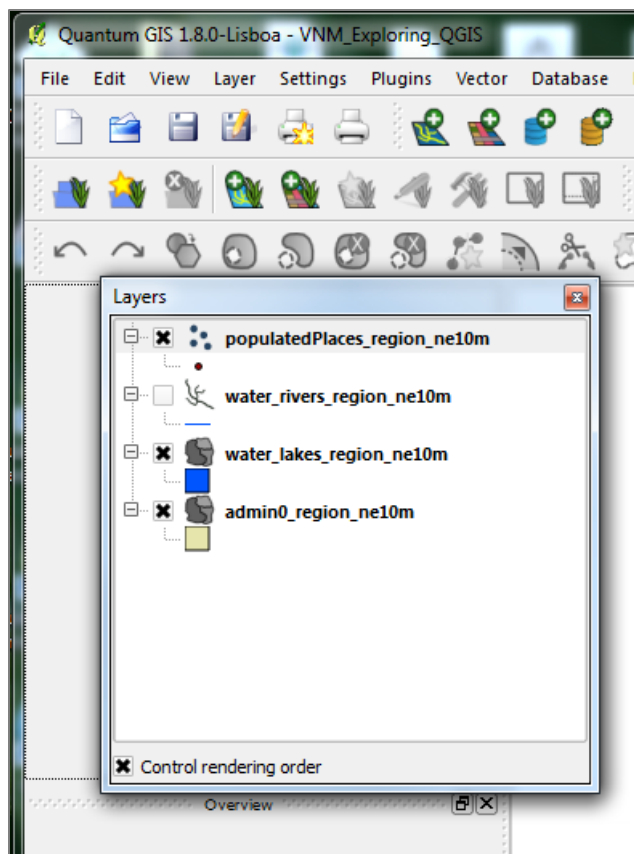 Quantum GIS 1.8.0-Lisboa - VNM_Exploring_QGIS
File Edit View Layer Settings Plugins Vector Database
Layers
populatedPlaces_region_ne10m
water_rivers_region_ne10m
water_lakes_region_ne10m
admin0_region_ne10m
Control rendering order
Overview